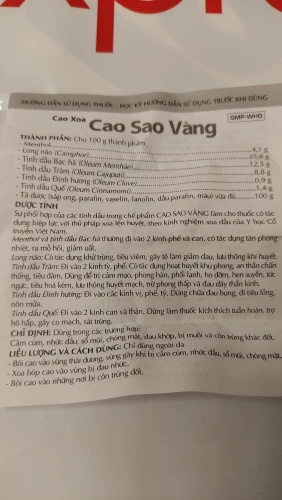 HƯỚNG DẪN SỬ DỤNG THUỐC - ĐỌC KỸ HƯỚNG DẪN SỬ DỤNG TRƯỚC KHI DÙNG
GMP-WHO
Cao Xoa
Cao Sao Vàng
THÀNH PHẦN: Cho 100 g thành phẩm
- Menthol 4,1 g
- Long não (Camphor) 25,8 g
- Tinh dầu Bạc hà (Oleum Menthae) 12,5 g
- Tinh dầu Tràm (Oleum Cajuputi) 8,8 g
- Tinh dầu Đinh hương (Oleum Clove) 0,9 g
- Tinh dầu Quế (Oleum Cinnamomi) 1,4 g
- Tá dược (sáp ong, parafin, vaselin, lanolin, dầu parafin, màu) vừa đủ 100 g
DƯỢC TÍNH
Sự phối hợp của các tinh dầu trong chế phẩm CAO SAO VÀNG làm cho thuốc có tác
dụng hiệp lực với thủ pháp xoa lên huyệt, theo kinh nghiệm xoa dầu của Y học Cổ
truyền Việt Nam.
Menthol và tinh dầu Bạc hà thường đi vào 2 kinh phế và can, có tác dụng tán phong
nhiệt, ra mồ hôi, giảm uất.
Long não: Có tác dụng khử trùng, tiêu viêm, gây tê làm giảm đau, lưu thông khí huyết.
Tinh dầu Tràm: Đi vào 2 kinh tỳ, phế. Có tác dụng hoạt huyết khu phong, an thần chấn
thống, tiêu đờm. Dùng để trị cảm mạo, phong hàn, phổi lạnh, ho đờm, hen suyễn, tức
ngực, tiêu hoá kém, lưu thông huyết mạch, trừ phong thấp và đau dây thần kinh.
Tinh dầu Đinh hương: Đi vào các kinh vị, phế, tỳ. Dùng chữa đau bụng, đi tiêu lỏng,
nôn mửa.
Tinh dầu Quế: Đi vào 2 kinh can và thận. Dùng làm thuốc kích thích tuần hoàn, trợ
hô hấp, gây co mạch, sát trùng.
CHỈ ĐỊNH: Dùng trong các trường hợp:
Cảm cúm, nhức đầu, sổ mũi, chóng mặt, đau khớp, bị muỗi và côn trùng khác đốt.
LIỀU LƯỢNG VÀ CÁCH DÙNG: Chỉ dùng ngoài da
- Bôi cao vào vùng thái dương, vùng gáy khi bị cảm cúm, nhức đầu, sổ mũi, chóng mặt.
- Xoa bóp cao vào vùng bị đau nhức.
- Bôi cao vào những nơi bị côn trùng đốt.